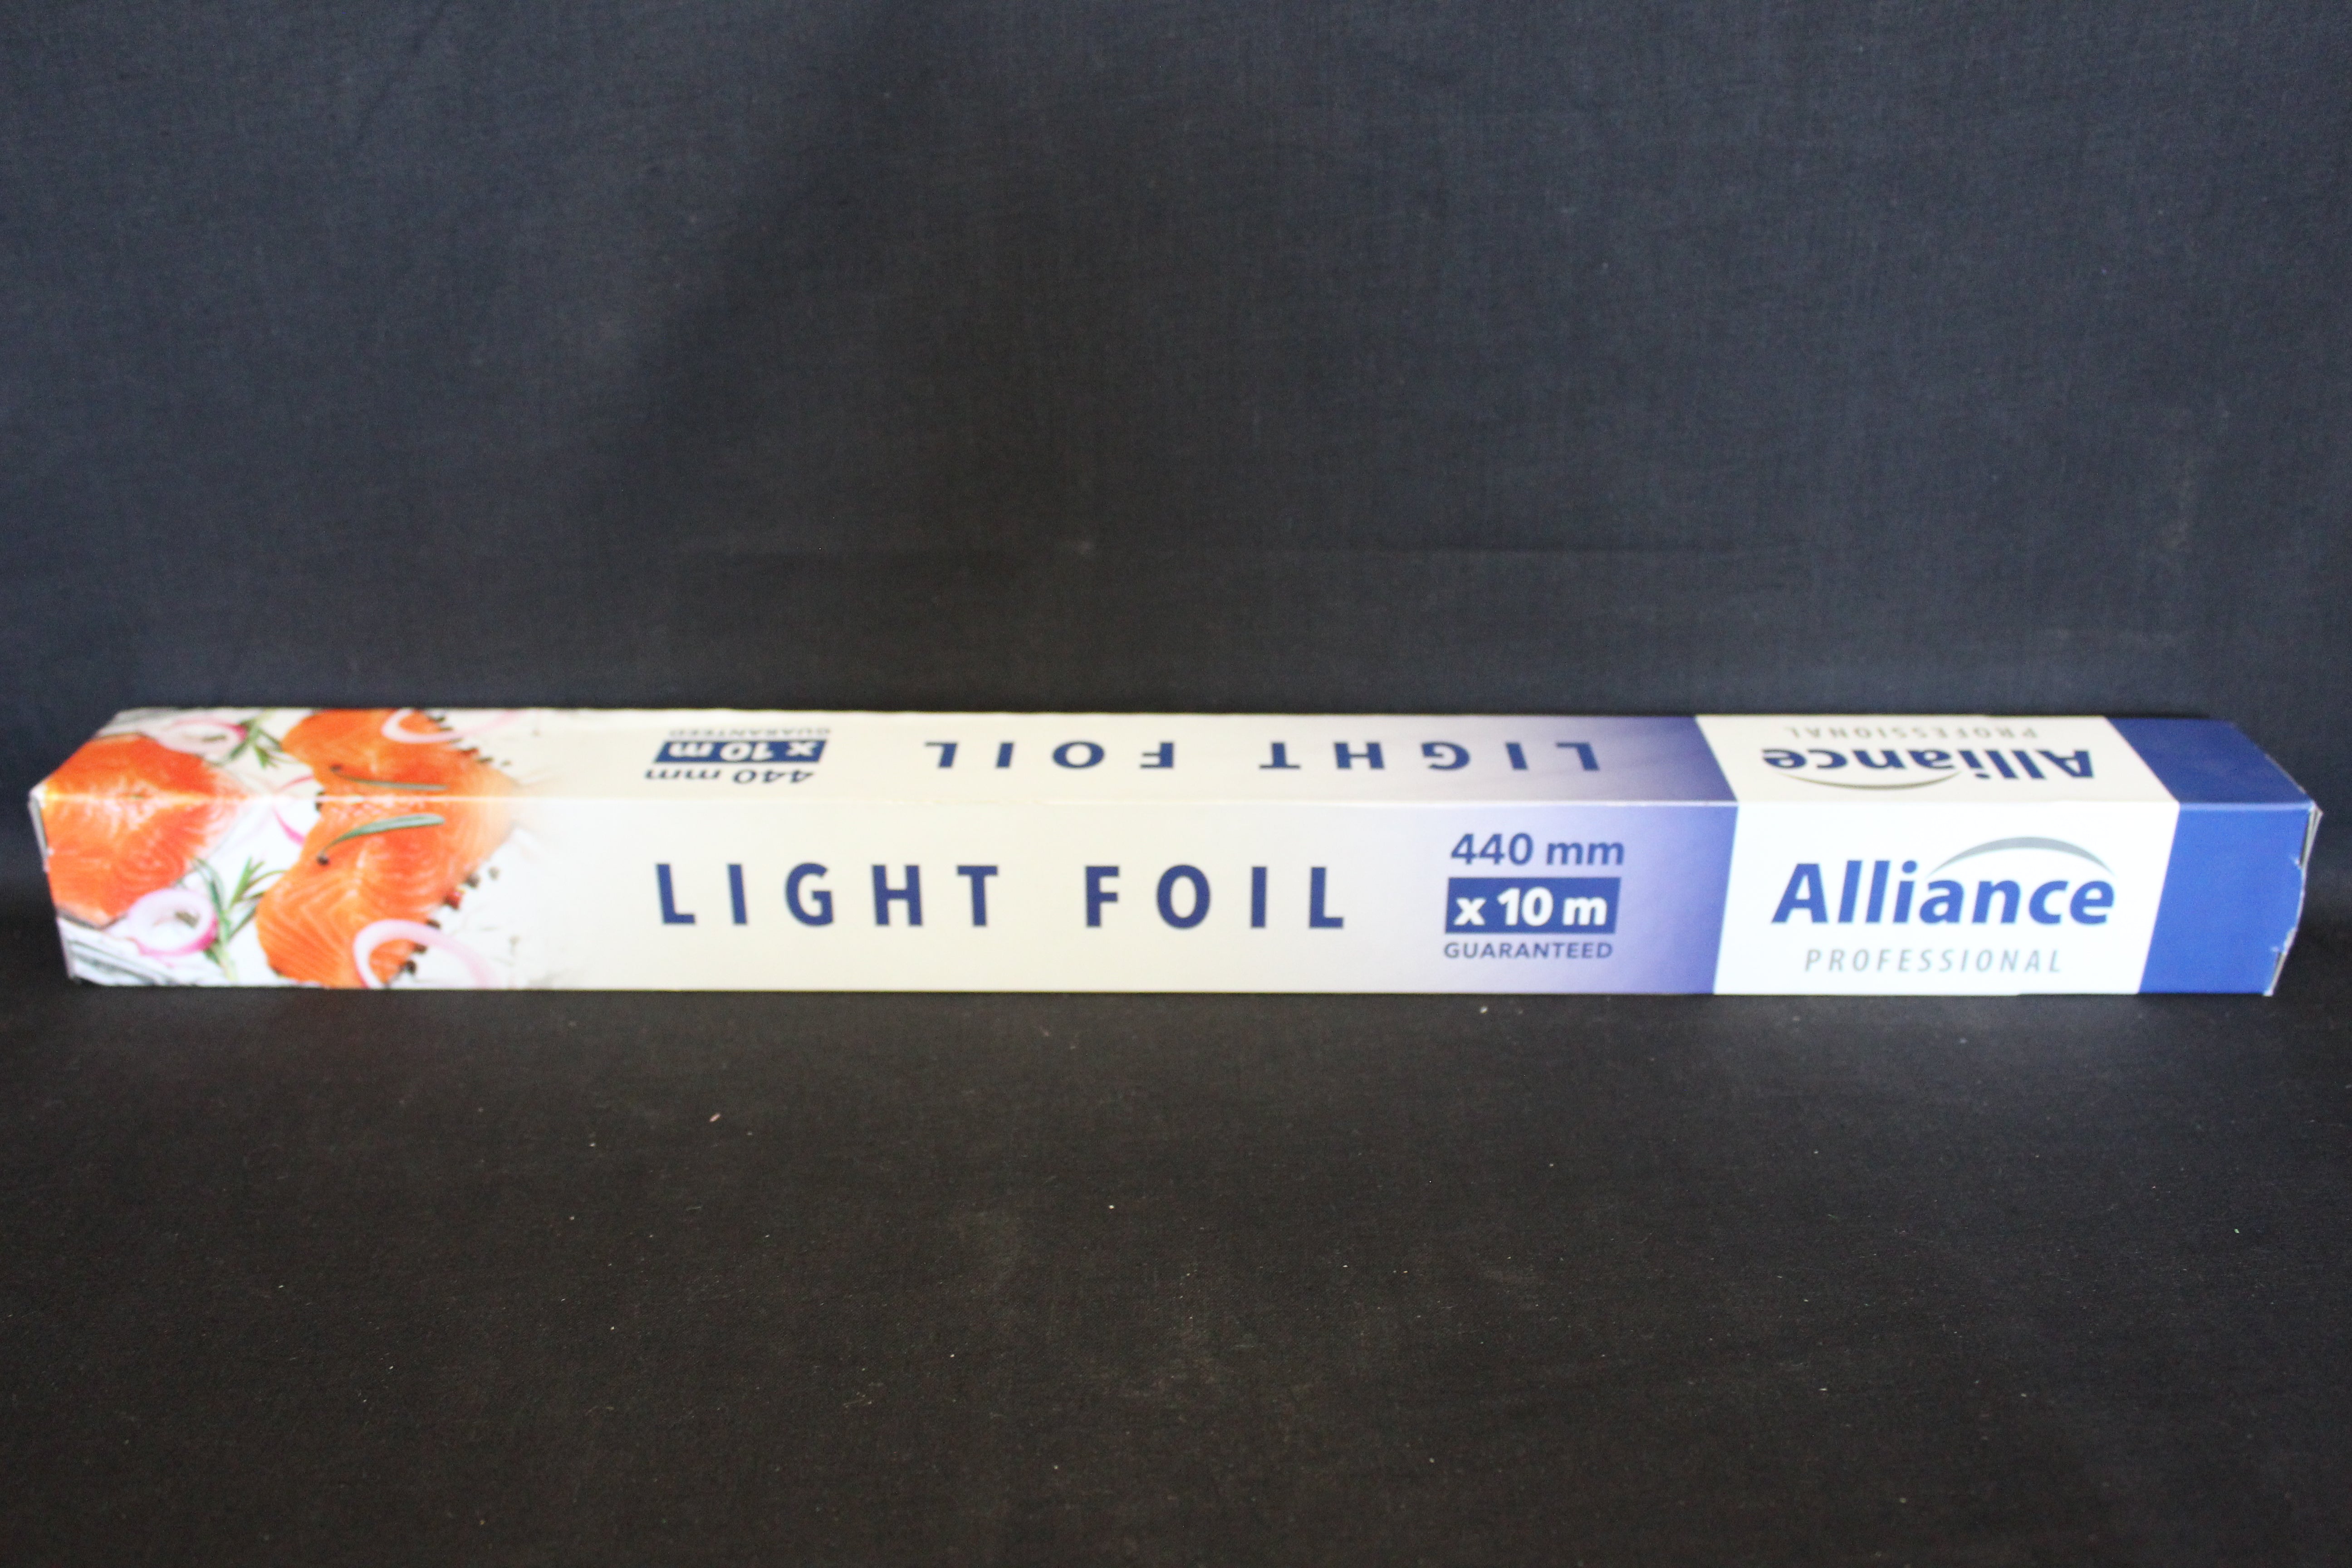 Alliance
PROFESSIONAL
LIGHT FOIL
440 mm
x 10 m
GUARANTEED
LIGHT FOIL
440 mm
x 10 m
GUARANTEED
Alliance
PROFESSIONAL